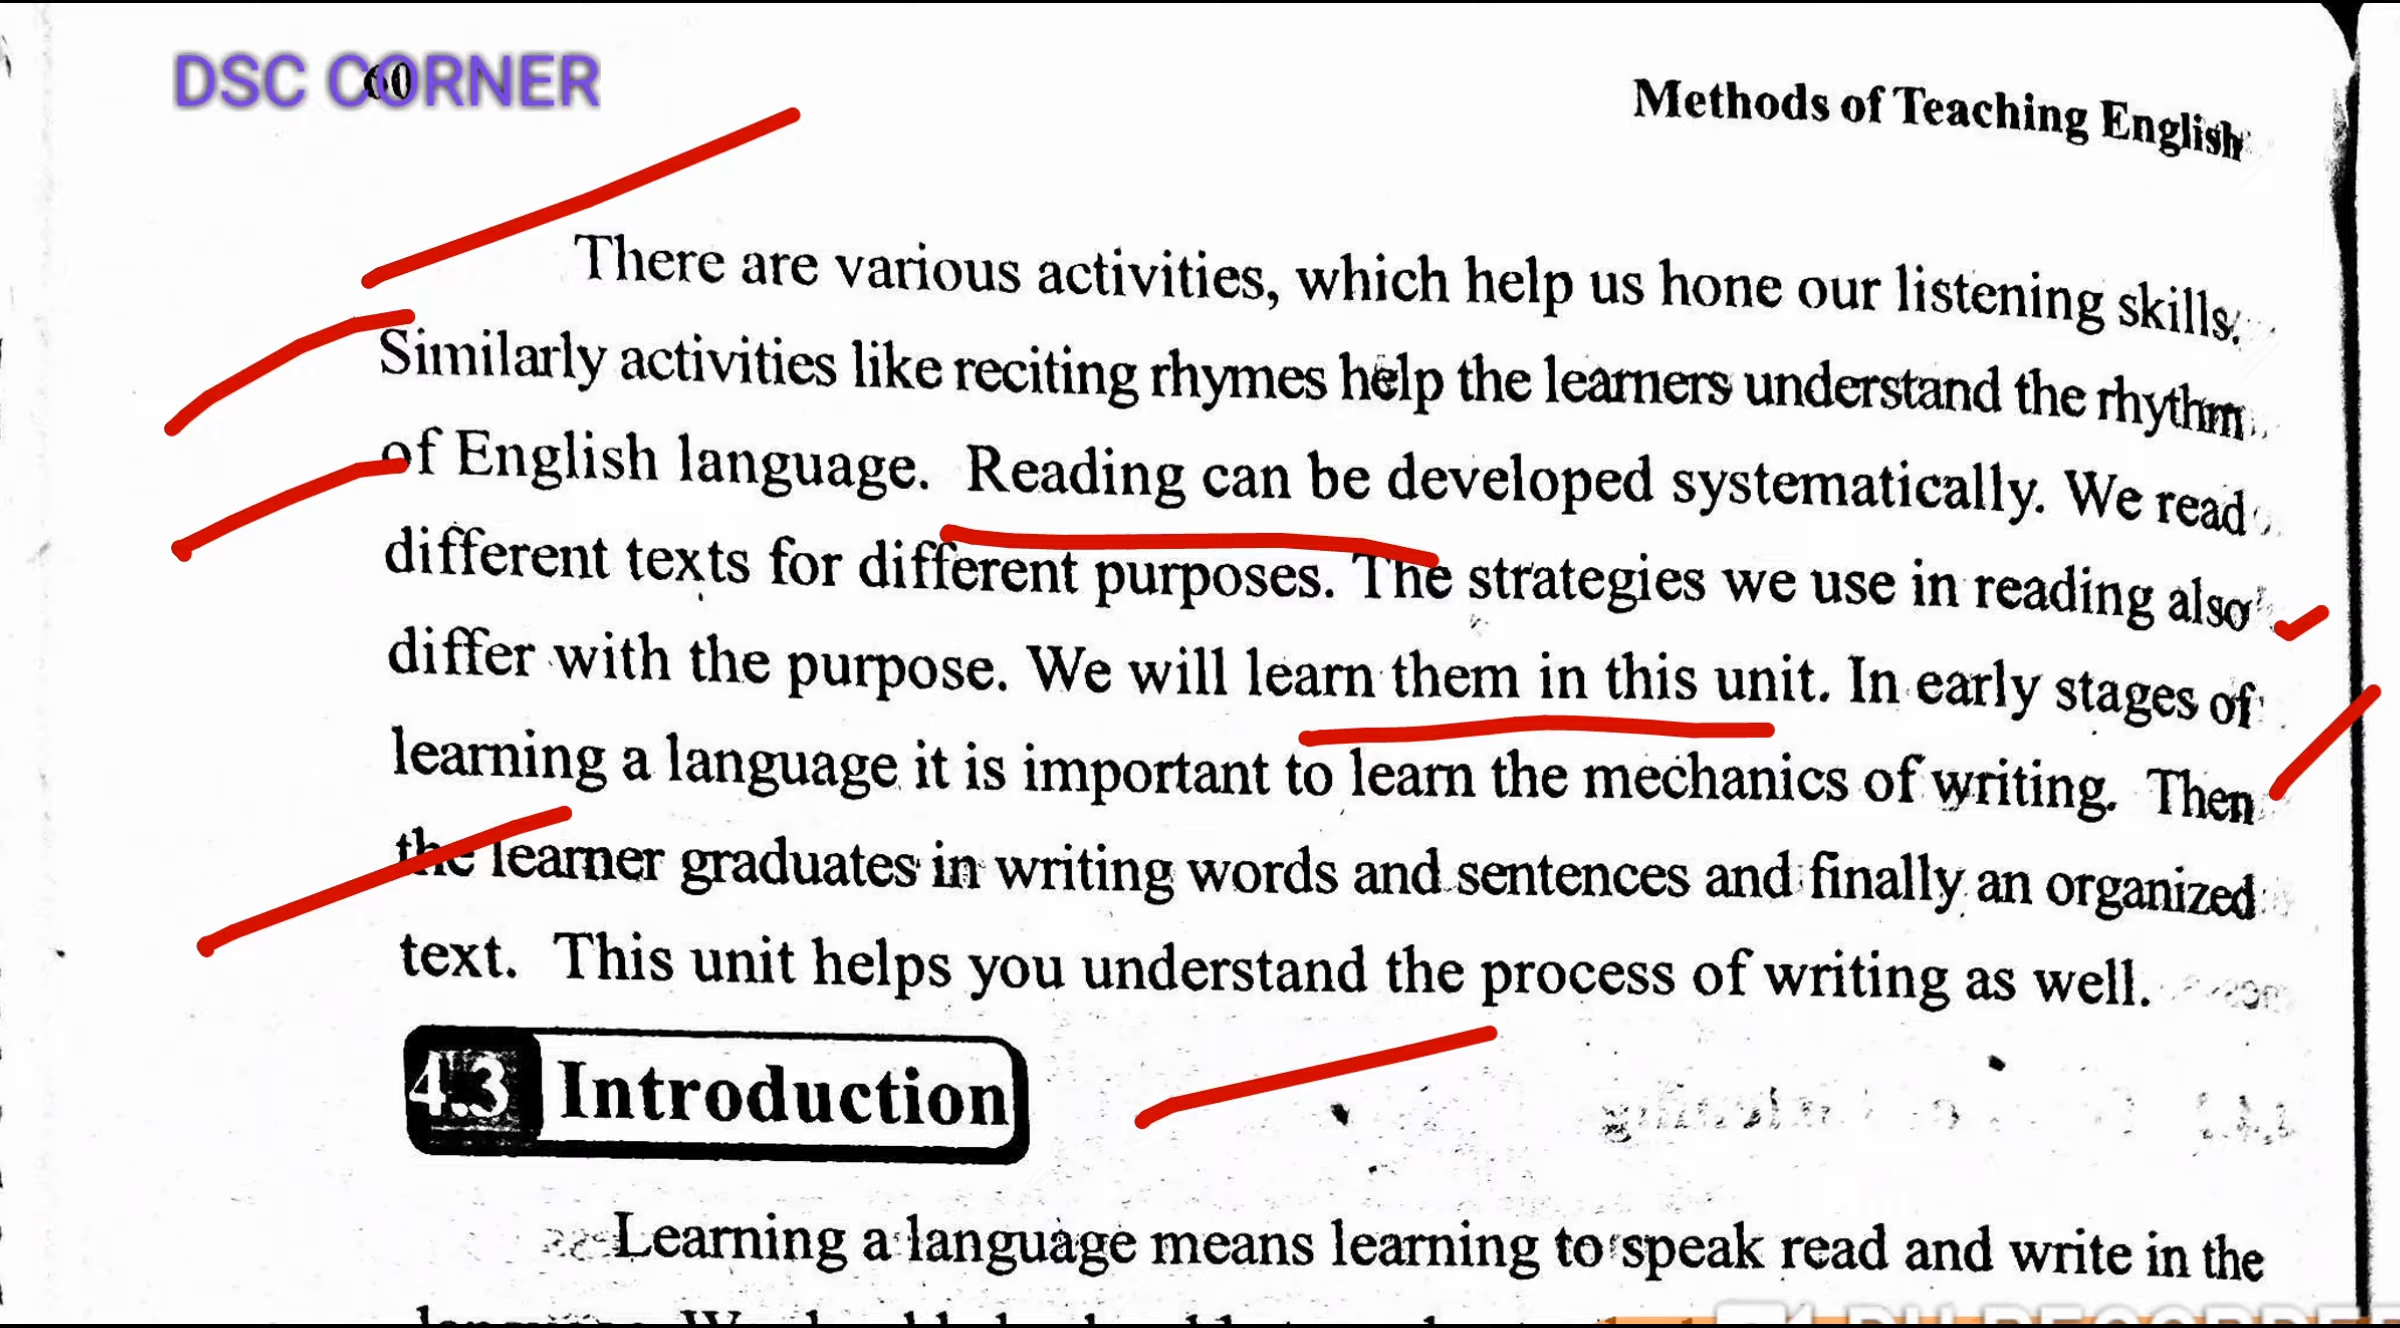 DSC CORNER
60
Methods of Teaching English
There are various activities, which help us hone our listening skills.
Similarly activities like reciting rhymes help the learners understand the rhythm
of English language. Reading can be developed systematically. We read
different texts for different purposes. The strategies we use in reading also
differ with the purpose. We will learn them in this unit. In early stages of
learning a language it is important to learn the mechanics of writing. Then
the learner graduates in writing words and sentences and finally an organized
text. This unit helps you understand the process of writing as well.
4.3 Introduction
Learning a language means learning to speak read and write in the